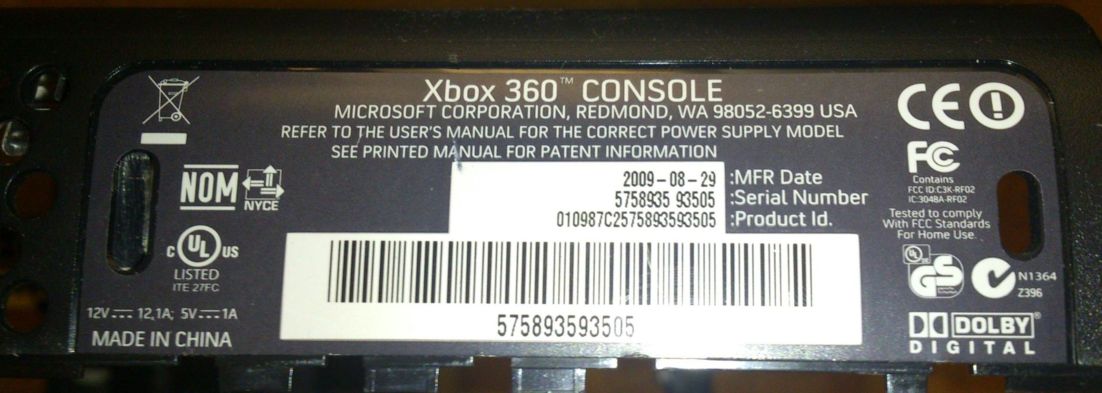 Xbox 360™ CONSOLE
MICROSOFT CORPORATION, REDMOND, WA 98052-6399 USA
REFER TO THE USER'S MANUAL FOR THE CORRECT POWER SUPPLY MODEL
SEE PRINTED MANUAL FOR PATENT INFORMATION
2009-08-29 :MFR Date
5758935 93505 :Serial Number
010987C2575893593505 :Product Id.
575893593505
NOM
NYCE
C UL US
LISTED
ITE 27FC
12V 12,1A; 5V 1A
MADE IN CHINA
CE
FC
Contains
FCC ID:C3K-RF02
IC:3048A-RF02
Tested to comply
With FCC Standards
For Home Use.
UL
GS
N1364
Z396
DOLBY®
DIGITAL